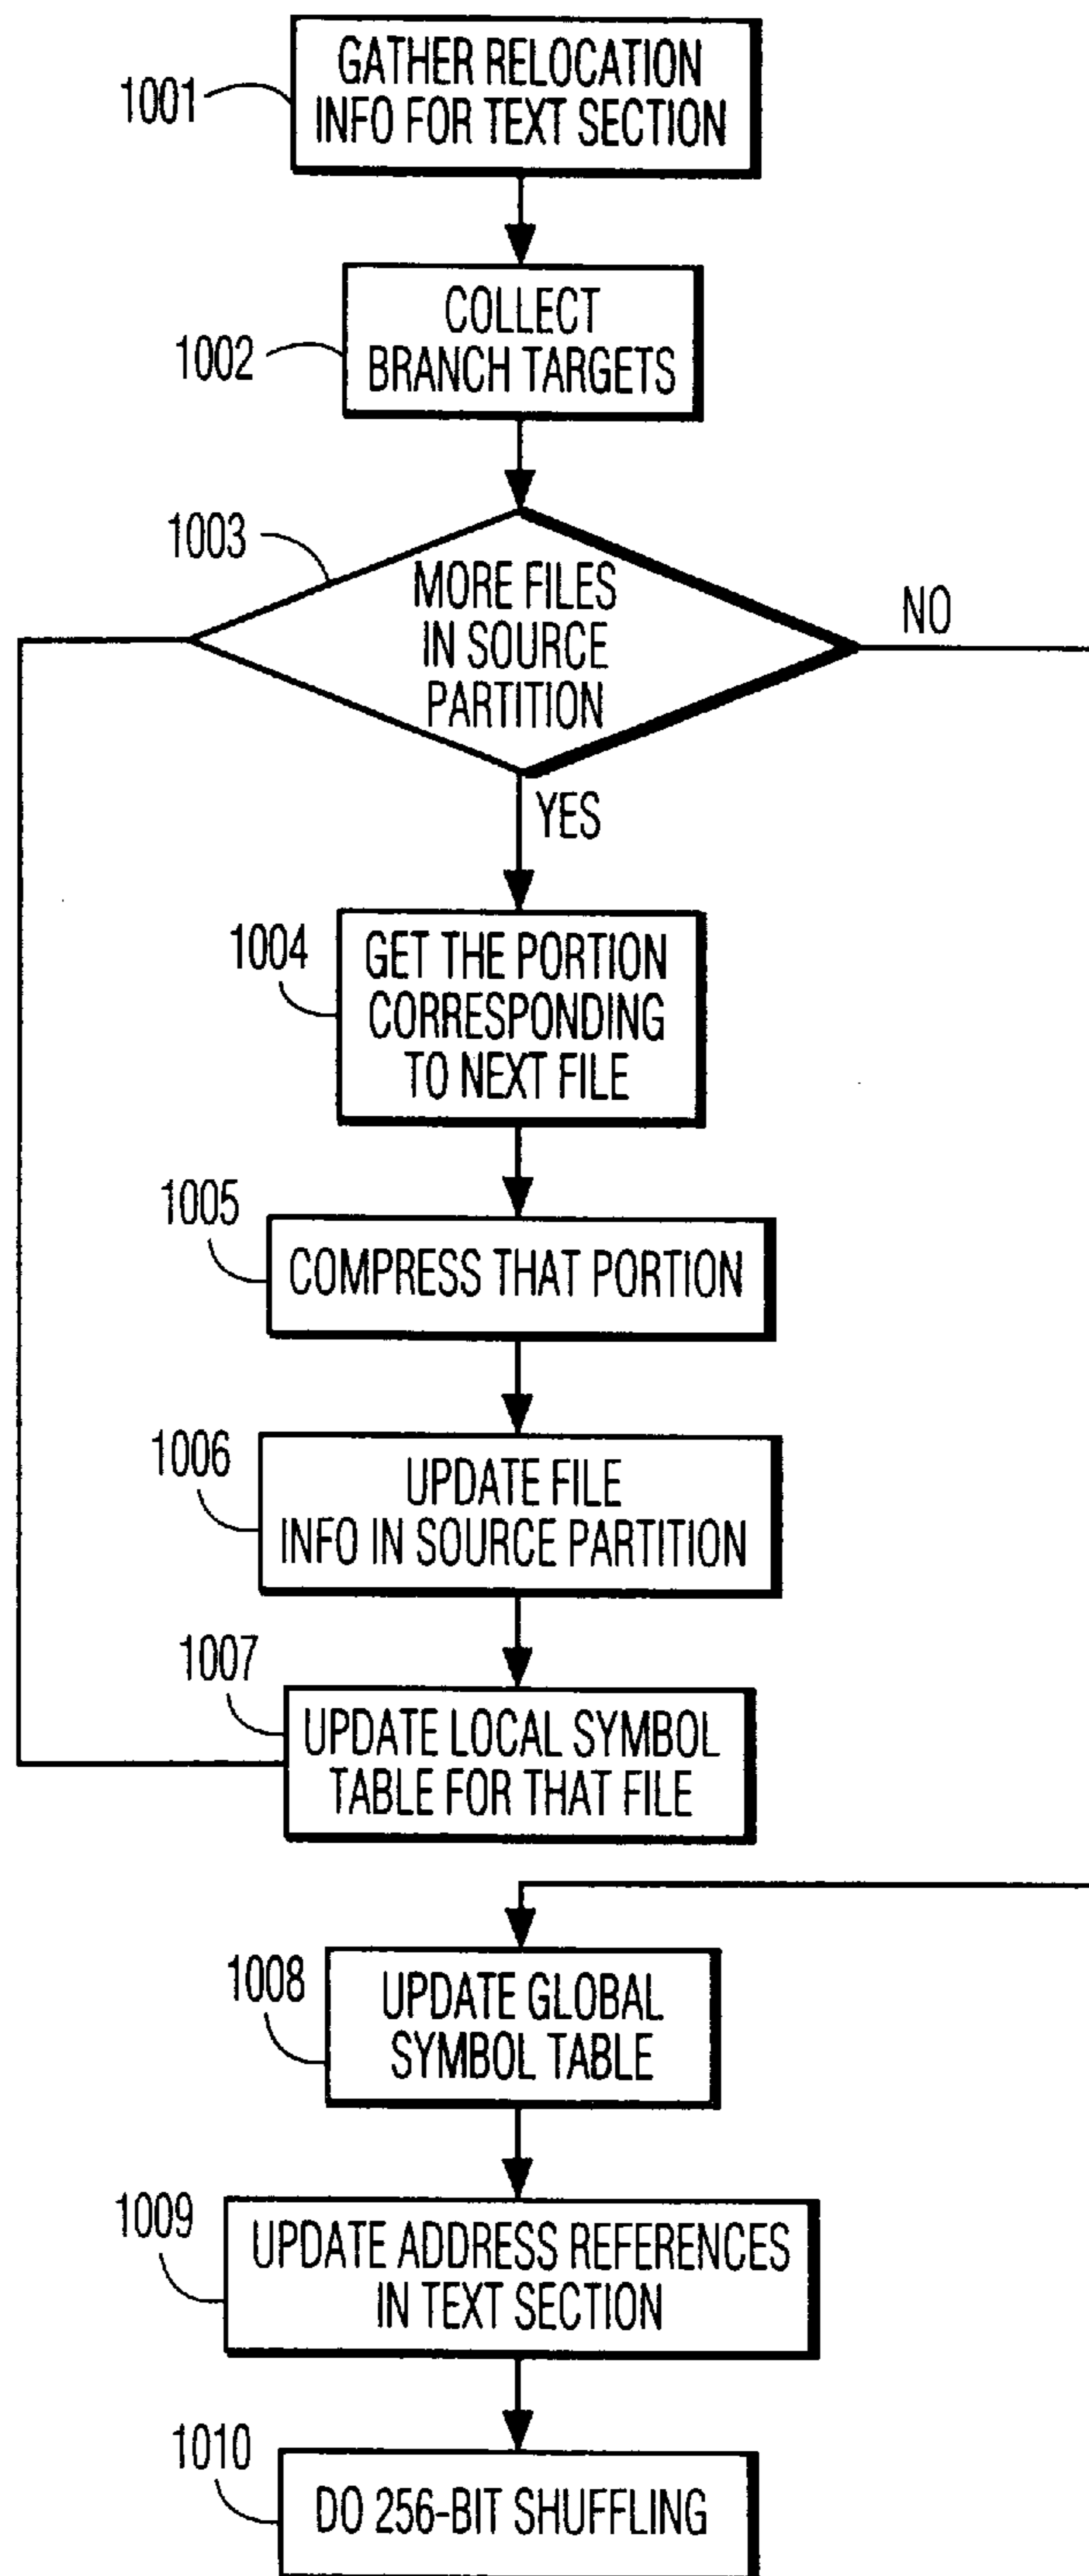 1001
GATHER RELOCATION
INFO FOR TEXT SECTION
1002
COLLECT
BRANCH TARGETS
1003
MORE FILES
IN SOURCE
PARTITION
NO
YES
1004
GET THE PORTION
CORRESPONDING
TO NEXT FILE
1005
COMPRESS THAT PORTION
1006
UPDATE FILE
INFO IN SOURCE PARTITION
1007
UPDATE LOCAL SYMBOL
TABLE FOR THAT FILE
1008
UPDATE GLOBAL
SYMBOL TABLE
1009
UPDATE ADDRESS REFERENCES
IN TEXT SECTION
1010
DO 256-BIT SHUFFLING